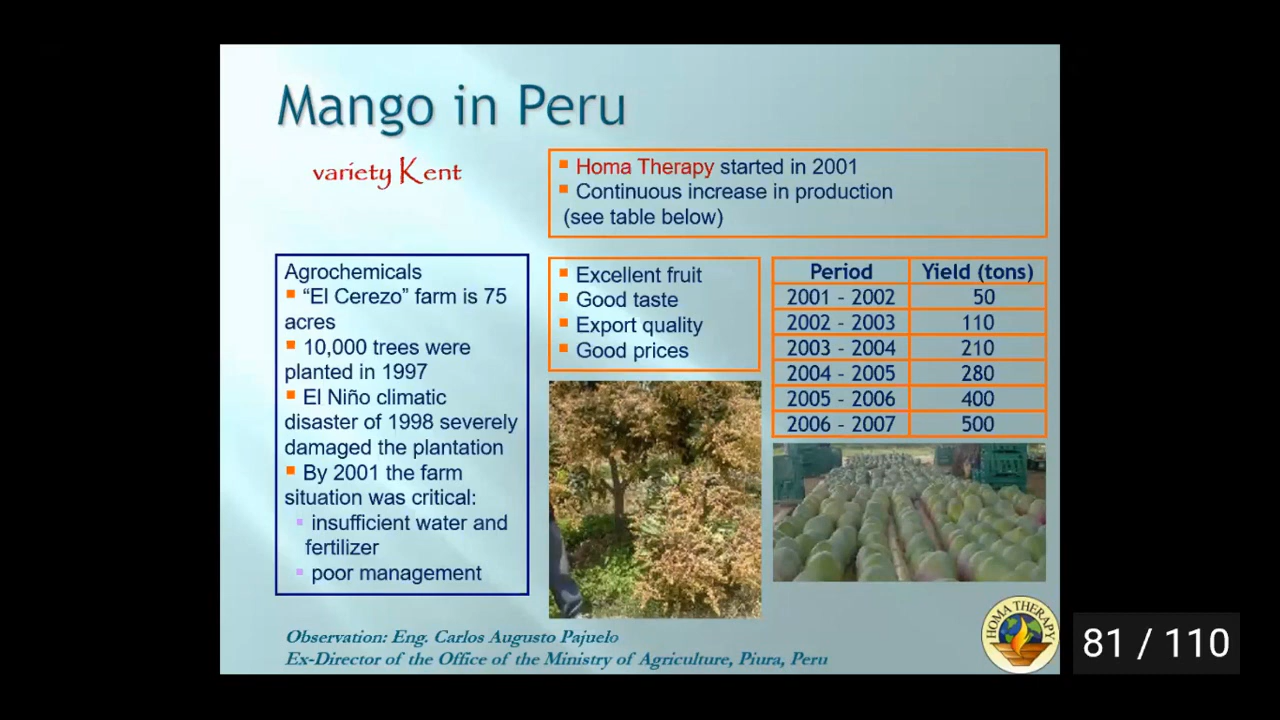 Mango in Peru
variety Kent
Homa Therapy started in 2001
Continuous increase in production
(see table below)
Agrochemicals
“El Cerezo” farm is 75
acres
10,000 trees were
planted in 1997
El Niño climatic
disaster of 1998 severely
damaged the plantation
By 2001 the farm
situation was critical:
insufficient water and
fertilizer
poor management
Excellent fruit
Good taste
Export quality
Good prices
Period Yield (tons)
2001 - 2002 50
2002 - 2003 110
2003 - 2004 210
2004 - 2005 280
2005 - 2006 400
2006 - 2007 500
Observation: Eng. Carlos Augusto Pajuelo
Ex-Director of the Office of the Ministry of Agriculture, Piura, Peru
HOMA THERAPY
81 / 110